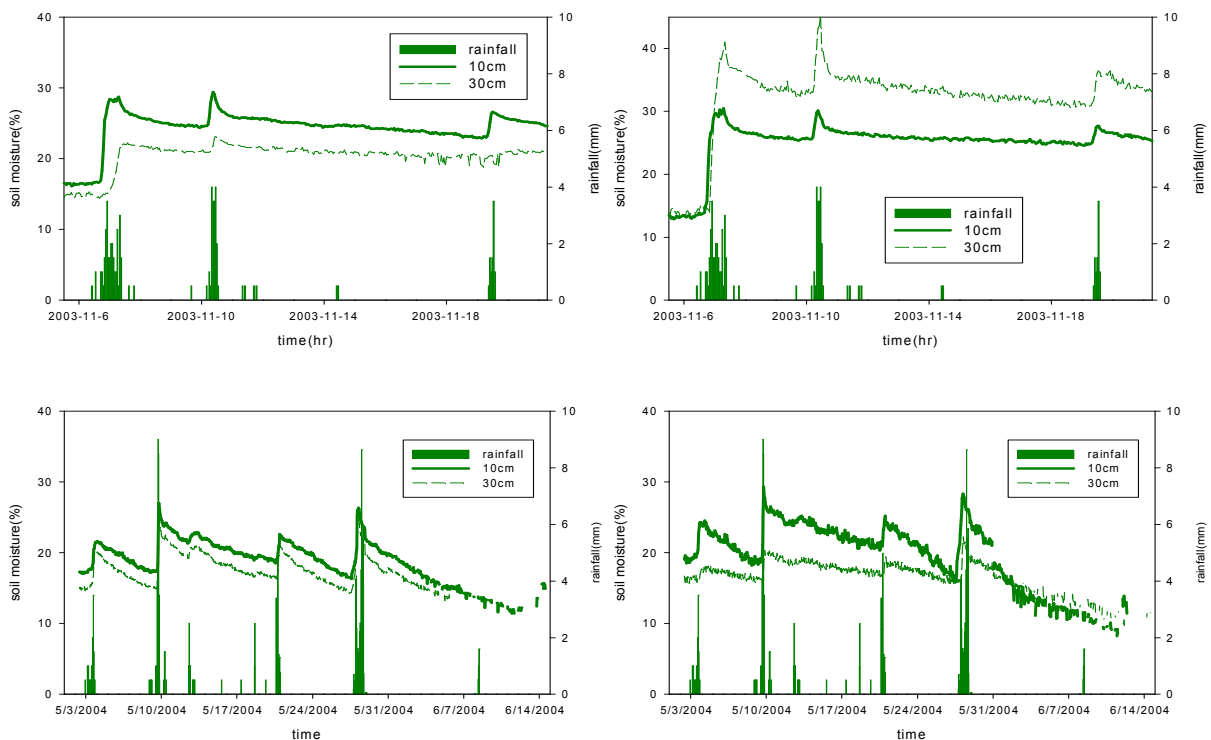 40
30
20
10
0
10
8
6
4
2
0
soil moisture(%)
rainfall(mm)
rainfall
10cm
30cm
2003-11-6
2003-11-10
2003-11-14
2003-11-18
time(hr)
40
30
20
10
0
10
8
6
4
2
0
soil moisture(%)
rainfall(mm)
rainfall
10cm
30cm
2003-11-6
2003-11-10
2003-11-14
2003-11-18
time(hr)
40
30
20
10
0
10
8
6
4
2
0
soil moisture(%)
rainfall(mm)
rainfall
10cm
30cm
5/3/2004
5/10/2004
5/17/2004
5/24/2004
5/31/2004
6/7/2004
6/14/2004
time
40
30
20
10
0
10
8
6
4
2
0
soil moisture(%)
rainfall(mm)
rainfall
10cm
30cm
5/3/2004
5/10/2004
5/17/2004
5/24/2004
5/31/2004
6/7/2004
6/14/2004
time